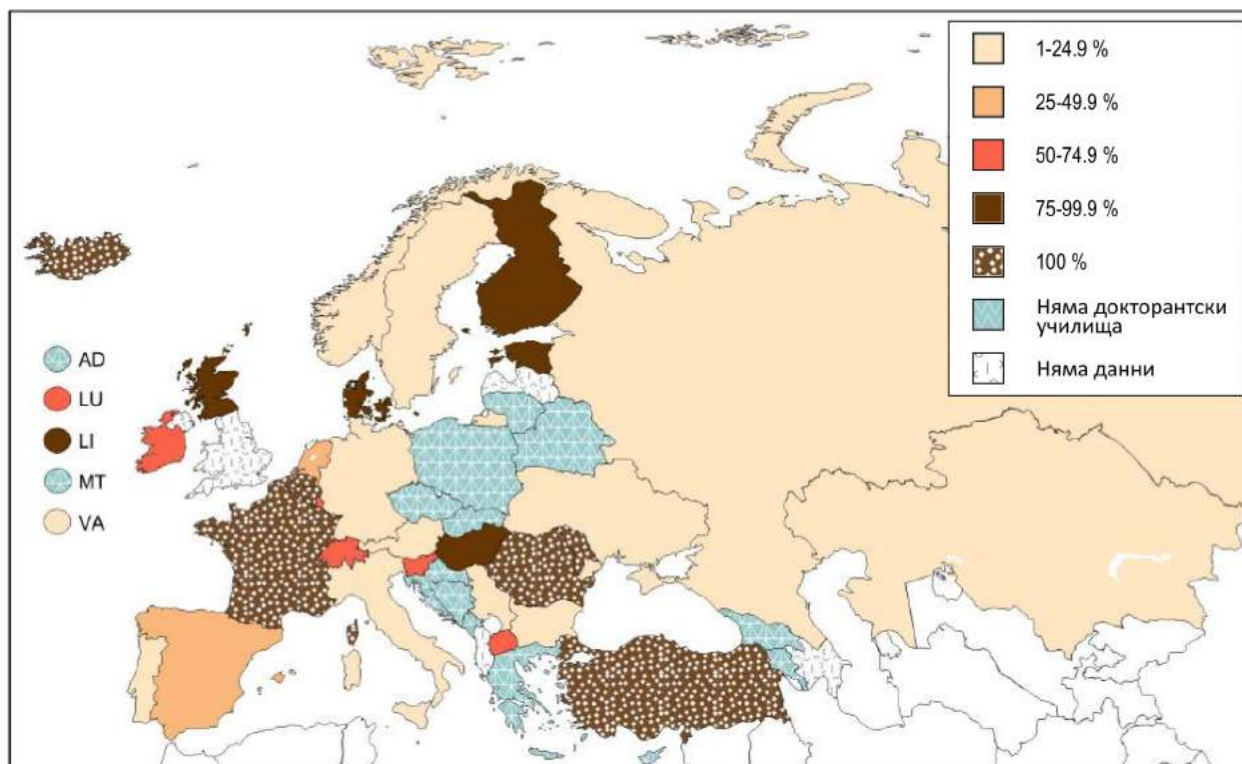 1-24.9 %
25-49.9 %
50-74.9 %
75-99.9 %
100 %
Няма докторантски
училища
Няма данни
AD
LU
LI
MT
VA